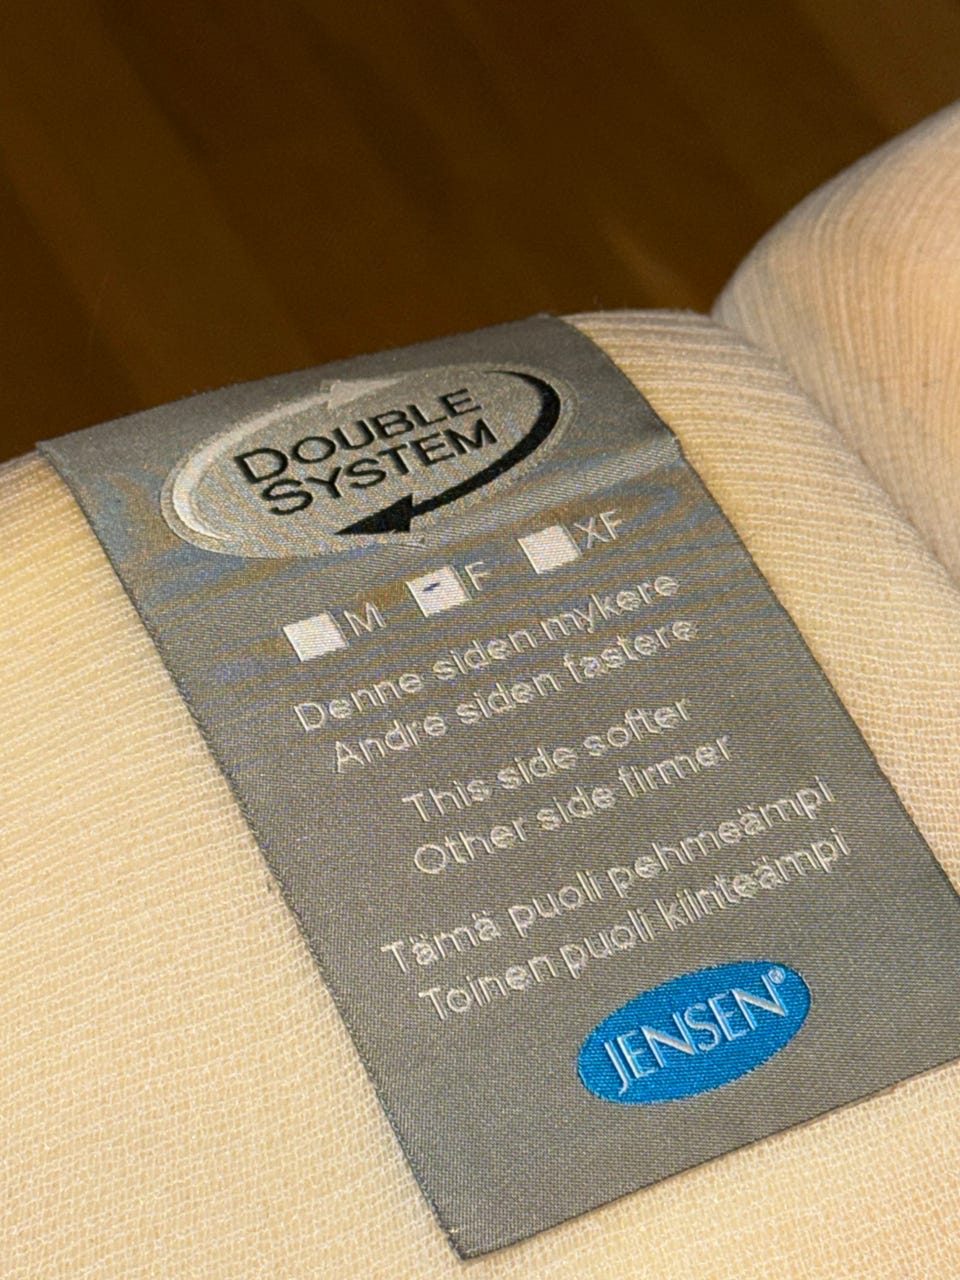 DOUBLE
SYSTEM
M F XF
Denne siden mykere
Andre siden fastere
This side softer
Other side firmer
Tämä puoli pehmeämpi
Toinen puoli kiinteämpi
JENSEN®